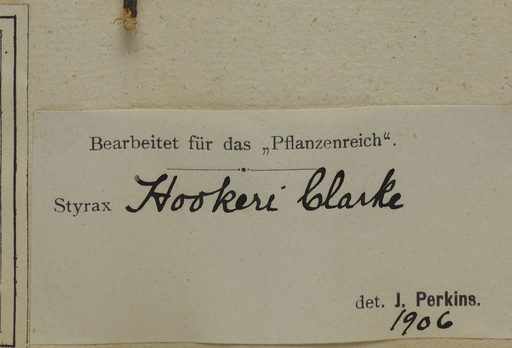 Bearbeitet für das „Pflanzenreich“.
Styrax Hookeri Clarke
det. J. Perkins.
1906